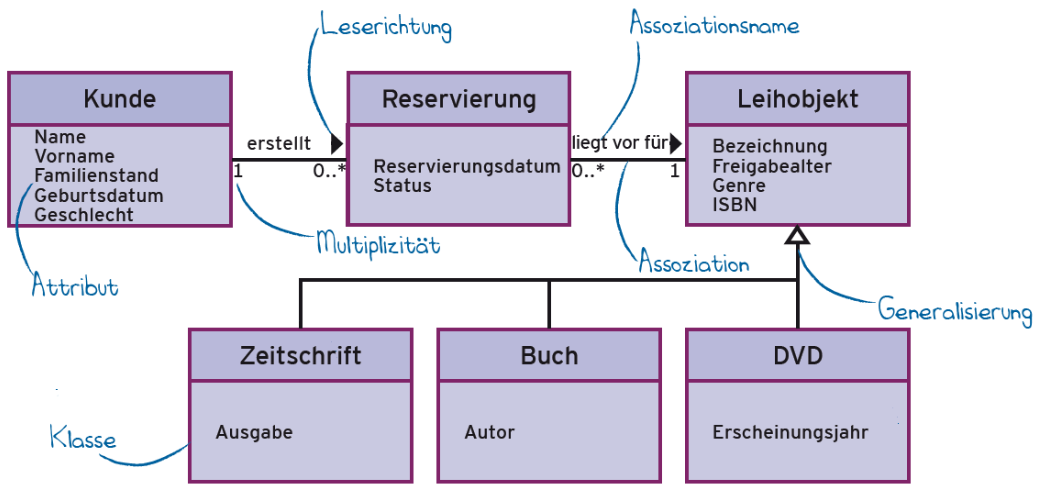 Leserichtung
Assoziationsname
Kunde
Name
Vorname
Familienstand
Geburtsdatum
Geschlecht
erstellt
1
0..*
Reservierung
Reservierungsdatum
Status
liegt vor für
0..*
1
Leihobjekt
Bezeichnung
Freigabealter
Genre
ISBN
Attribut
Multiplizität
Assoziation
Generalisierung
Zeitschrift
Ausgabe
Buch
Autor
DVD
Erscheinungsjahr
Klasse